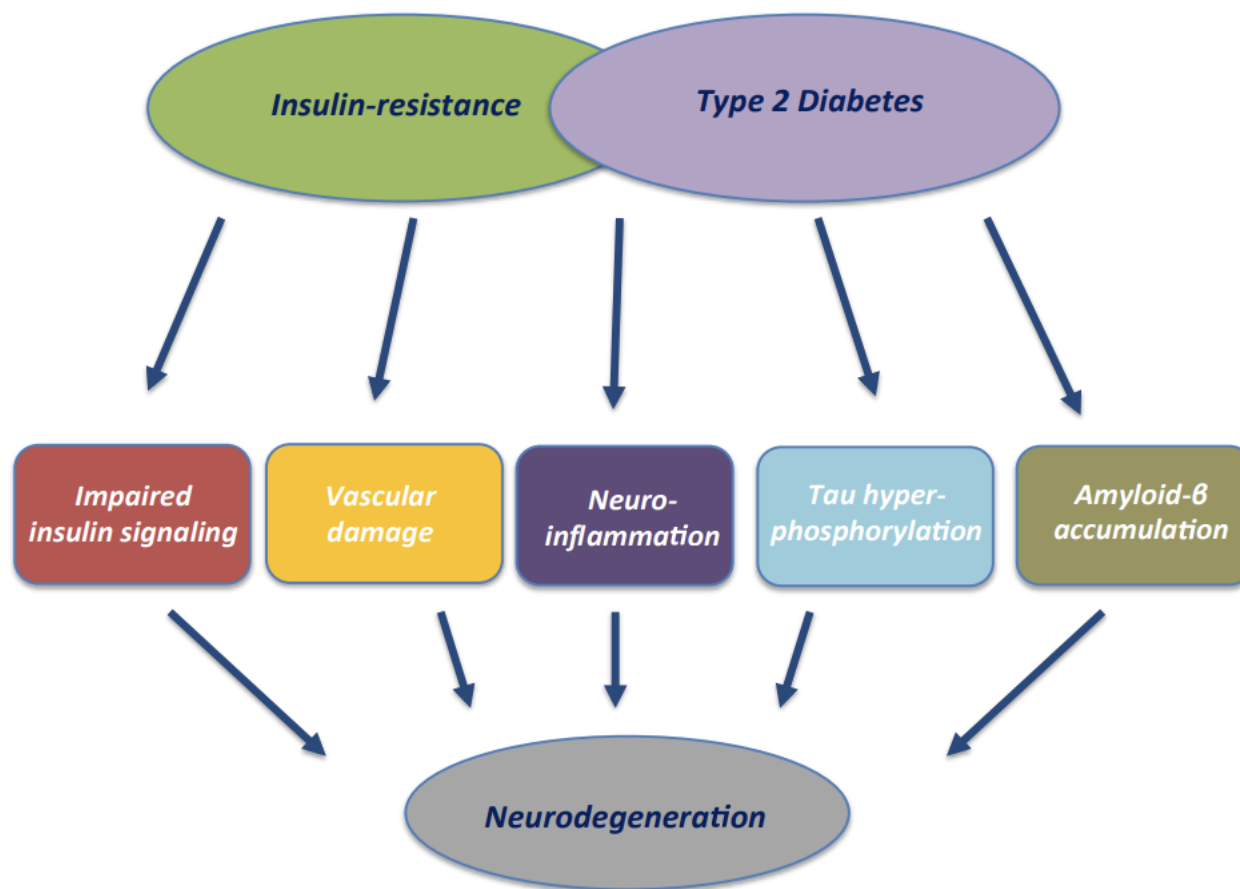 Insulin-resistance
Type 2 Diabetes
Impaired
insulin signaling
Vascular
damage
Neuro-
inflammation
Tau hyper-
phosphorylation
Amyloid-β
accumulation
Neurodegeneration